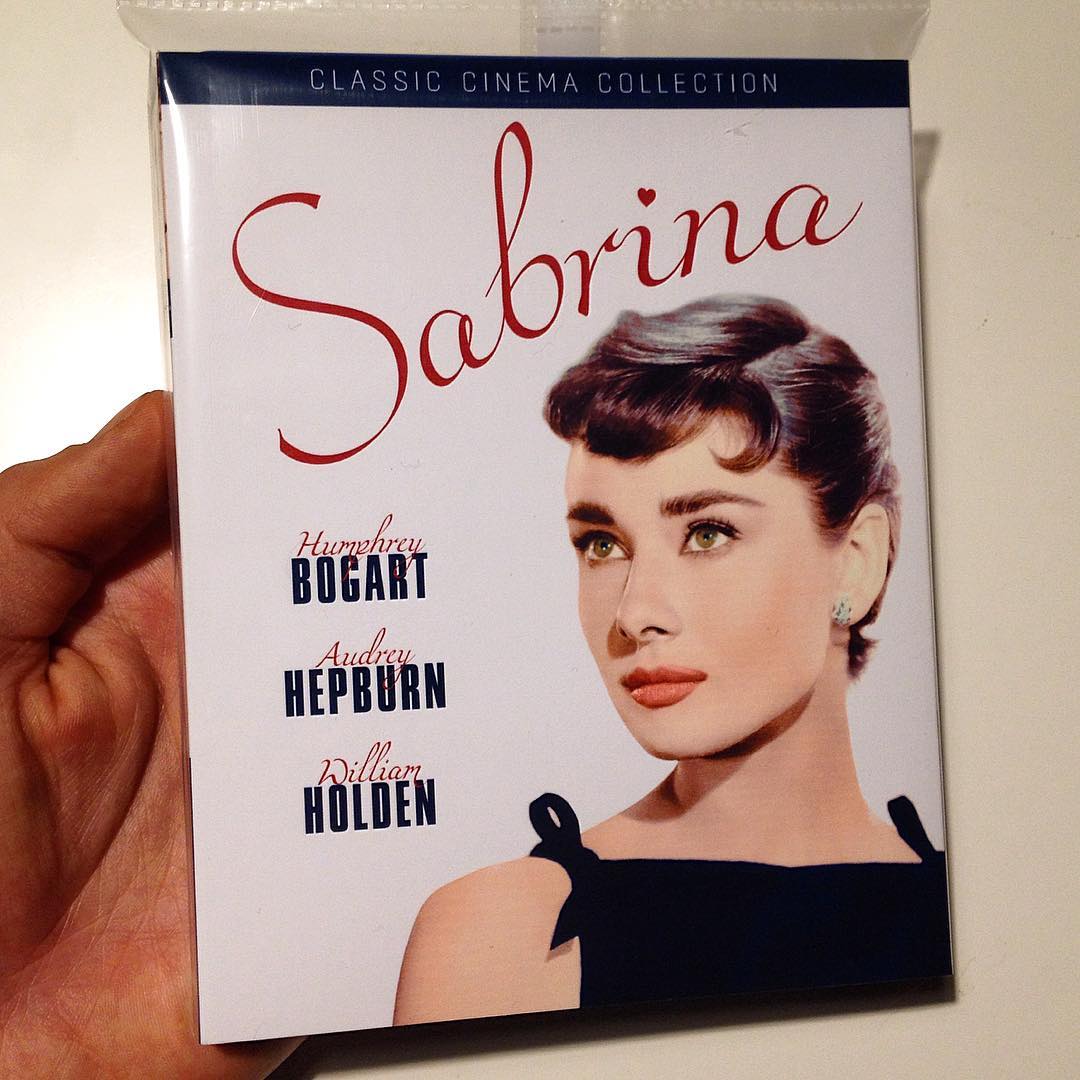 CLASSIC CINEMA COLLECTION
Sabrina
Humphrey
BOGART
Audrey
HEPBURN
William
HOLDEN